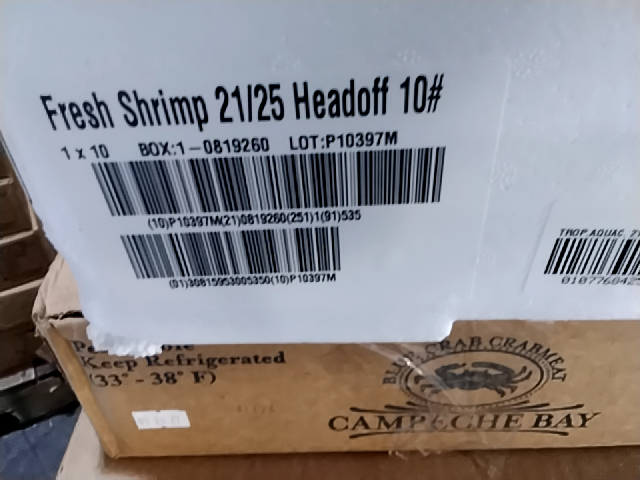 Fresh Shrimp 21/25 Headoff 10#
1 x 10 BOX:1-0819260 LOT:P10397M
(10)P10397M(21)0819260(251)1(91)535
(01)30815953005350(10)P10397M
TROP.AQUAC.
Keep Refrigerated
(33° - 38° F)
BLUE CRAB CRABMEAT
CAMPECHE BAY